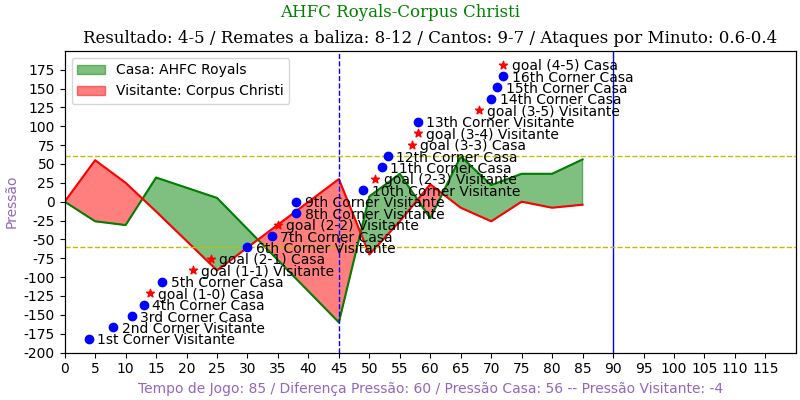 AHFC Royals-Corpus Christi
Resultado: 4-5 / Remates a baliza: 8-12 / Cantos: 9-7 / Ataques por Minuto: 0.6-0.4
Casa: AHFC Royals
Visitante: Corpus Christi
goal (4-5) Casa
16th Corner Casa
15th Corner Casa
14th Corner Casa
goal (3-5) Visitante
13th Corner Visitante
goal (3-4) Visitante
goal (3-3) Casa
12th Corner Casa
11th Corner Casa
goal (2-3) Visitante
10th Corner Visitante
9th Corner Visitante
8th Corner Visitante
goal (2-2) Visitante
7th Corner Casa
6th Corner Visitante
goal (2-1) Casa
goal (1-1) Visitante
5th Corner Casa
goal (1-0) Casa
4th Corner Casa
3rd Corner Casa
2nd Corner Visitante
1st Corner Visitante
Pressão
175
150
125
100
75
50
25
0
-25
-50
-75
-100
-125
-150
-175
-200
0 5 10 15 20 25 30 35 40 45 50 55 60 65 70 75 80 85 90 95 100 105 110 115
Tempo de Jogo: 85 / Diferença Pressão: 60 / Pressão Casa: 56 -- Pressão Visitante: -4